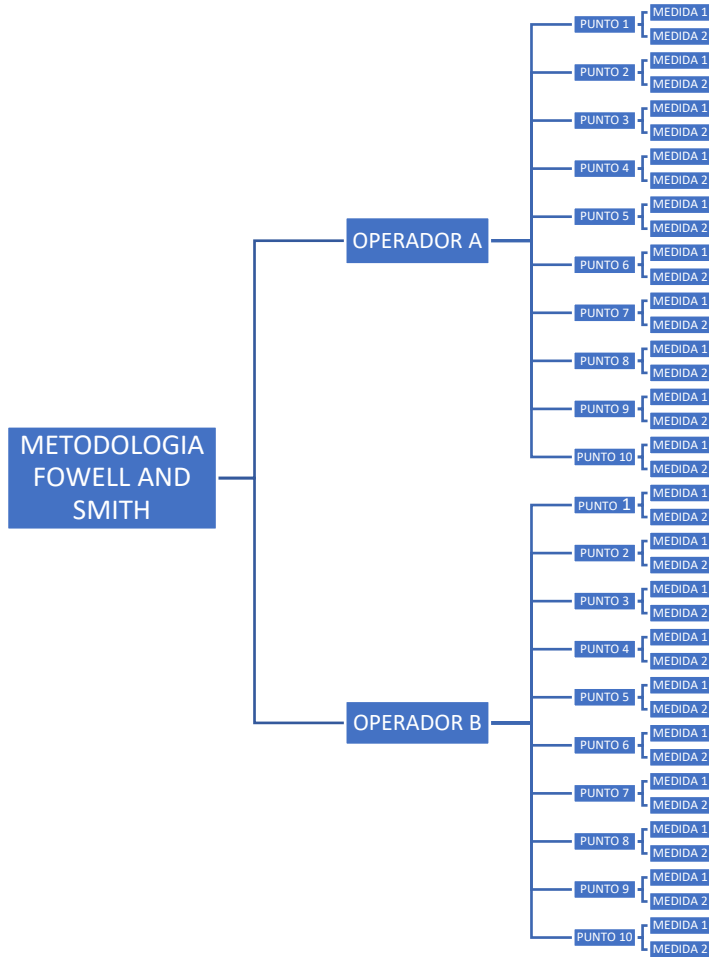 METODOLOGIA
FOWELL AND
SMITH
OPERADOR A
PUNTO 1
MEDIDA 1
MEDIDA 2
PUNTO 2
MEDIDA 1
MEDIDA 2
PUNTO 3
MEDIDA 1
MEDIDA 2
PUNTO 4
MEDIDA 1
MEDIDA 2
PUNTO 5
MEDIDA 1
MEDIDA 2
PUNTO 6
MEDIDA 1
MEDIDA 2
PUNTO 7
MEDIDA 1
MEDIDA 2
PUNTO 8
MEDIDA 1
MEDIDA 2
PUNTO 9
MEDIDA 1
MEDIDA 2
PUNTO 10
MEDIDA 1
MEDIDA 2
OPERADOR B
PUNTO 1
MEDIDA 1
MEDIDA 2
PUNTO 2
MEDIDA 1
MEDIDA 2
PUNTO 3
MEDIDA 1
MEDIDA 2
PUNTO 4
MEDIDA 1
MEDIDA 2
PUNTO 5
MEDIDA 1
MEDIDA 2
PUNTO 6
MEDIDA 1
MEDIDA 2
PUNTO 7
MEDIDA 1
MEDIDA 2
PUNTO 8
MEDIDA 1
MEDIDA 2
PUNTO 9
MEDIDA 1
MEDIDA 2
PUNTO 10
MEDIDA 1
MEDIDA 2